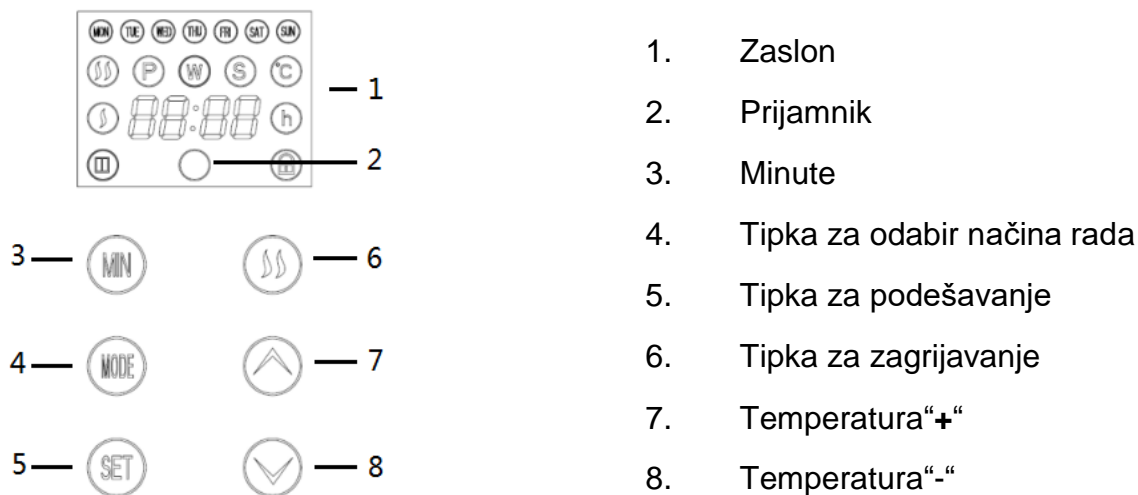 MON TUE WED THU FRI SAT SUN
P W S °C
88:88 h
1
2
3 MIN 6
4 MODE 7
5 SET 8
1. Zaslon
2. Prijamnik
3. Minute
4. Tipka za odabir načina rada
5. Tipka za podešavanje
6. Tipka za zagrijavanje
7. Temperatura“+“
8. Temperatura“-“